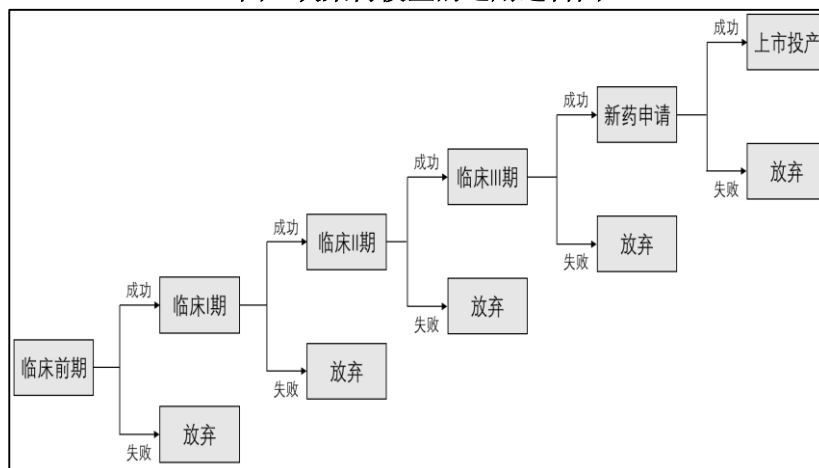 成功
上市投产
成功
新药申请
失败
放弃
成功
临床III期
失败
放弃
成功
临床II期
失败
放弃
成功
临床I期
失败
放弃
临床前期
失败
放弃